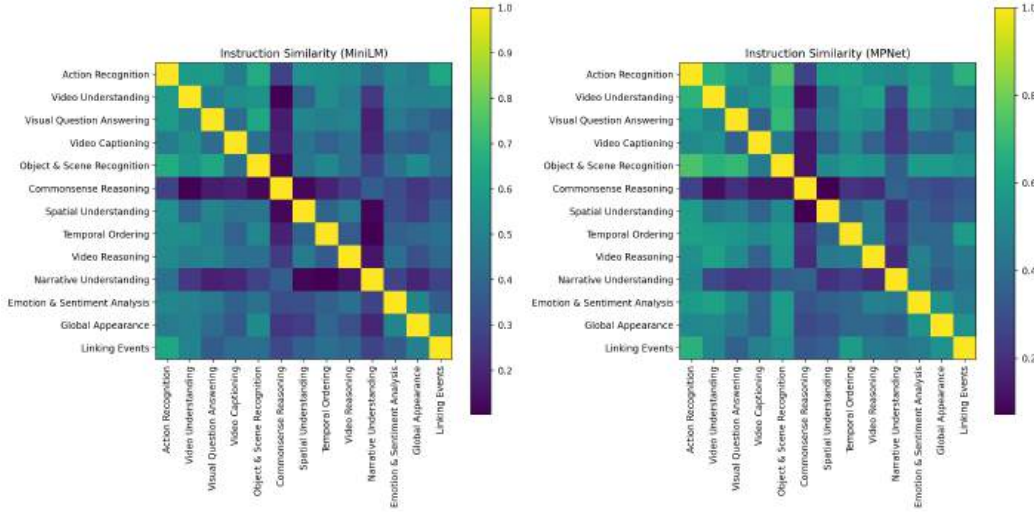 Instruction Similarity (MiniLM)
Action Recognition
Video Understanding
Visual Question Answering
Video Captioning
Object & Scene Recognition
Commonsense Reasoning
Spatial Understanding
Temporal Ordering
Video Reasoning
Narrative Understanding
Emotion & Sentiment Analysis
Global Appearance
Linking Events
Action Recognition
Video Understanding
Visual Question Answering
Video Captioning
Object & Scene Recognition
Commonsense Reasoning
Spatial Understanding
Temporal Ordering
Video Reasoning
Narrative Understanding
Emotion & Sentiment Analysis
Global Appearance
Linking Events
1.0
0.9
0.8
0.7
0.6
0.5
0.4
0.3
0.2
Instruction Similarity (MPNet)
Action Recognition
Video Understanding
Visual Question Answering
Video Captioning
Object & Scene Recognition
Commonsense Reasoning
Spatial Understanding
Temporal Ordering
Video Reasoning
Narrative Understanding
Emotion & Sentiment Analysis
Global Appearance
Linking Events
Action Recognition
Video Understanding
Visual Question Answering
Video Captioning
Object & Scene Recognition
Commonsense Reasoning
Spatial Understanding
Temporal Ordering
Video Reasoning
Narrative Understanding
Emotion & Sentiment Analysis
Global Appearance
Linking Events
1.0
0.8
0.6
0.4
0.2